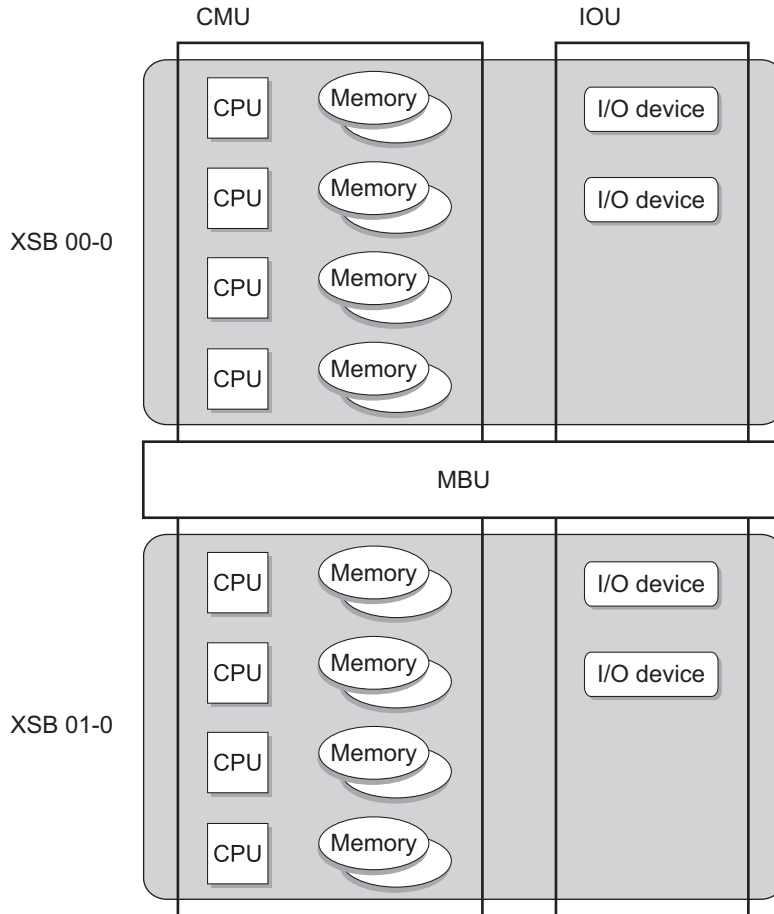 CMU IOU
CPU Memory I/O device
CPU Memory I/O device
XSB 00-0
CPU Memory
CPU Memory
MBU
CPU Memory I/O device
CPU Memory I/O device
XSB 01-0
CPU Memory
CPU Memory